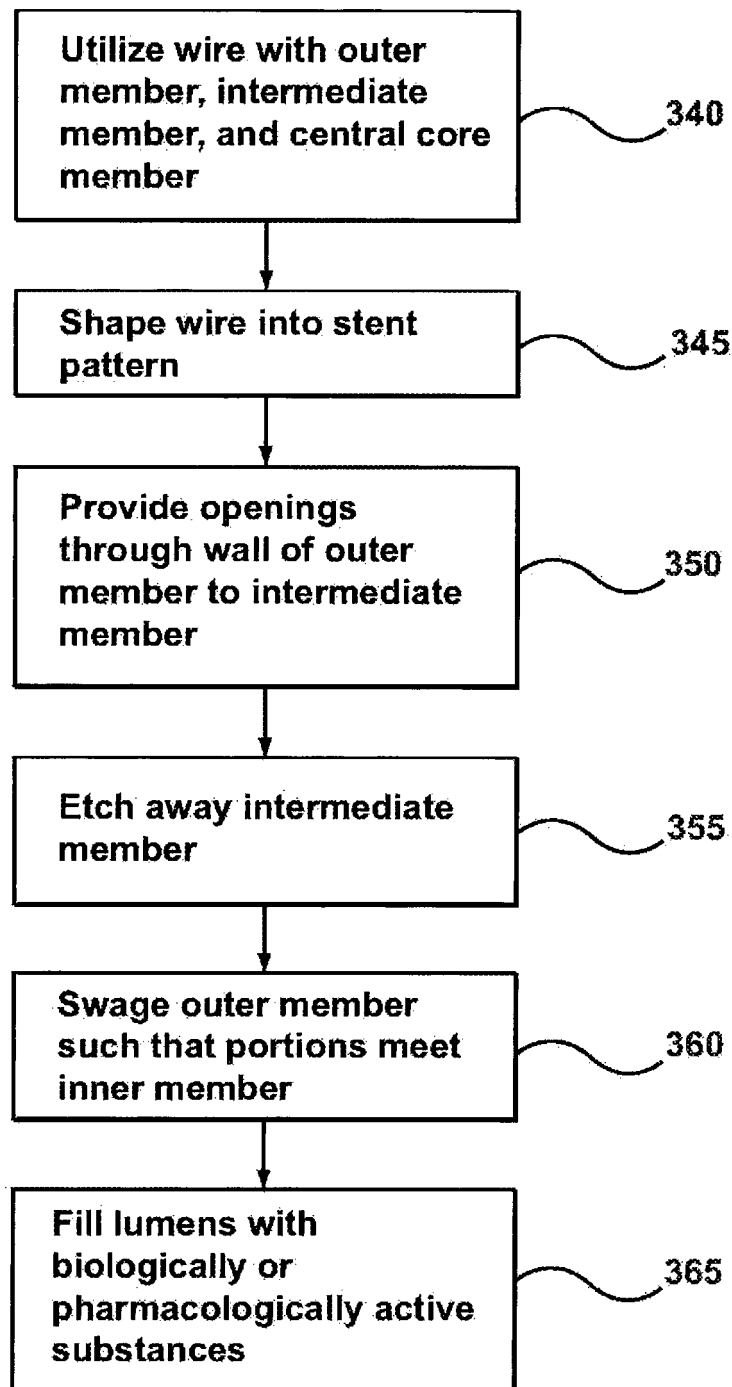 Utilize wire with outer
member, intermediate
member, and central core
member
340
Shape wire into stent
pattern
345
Provide openings
through wall of outer
member to intermediate
member
350
Etch away intermediate
member
355
Swage outer member
such that portions meet
inner member
360
Fill lumens with
biologically or
pharmacologically active
substances
365